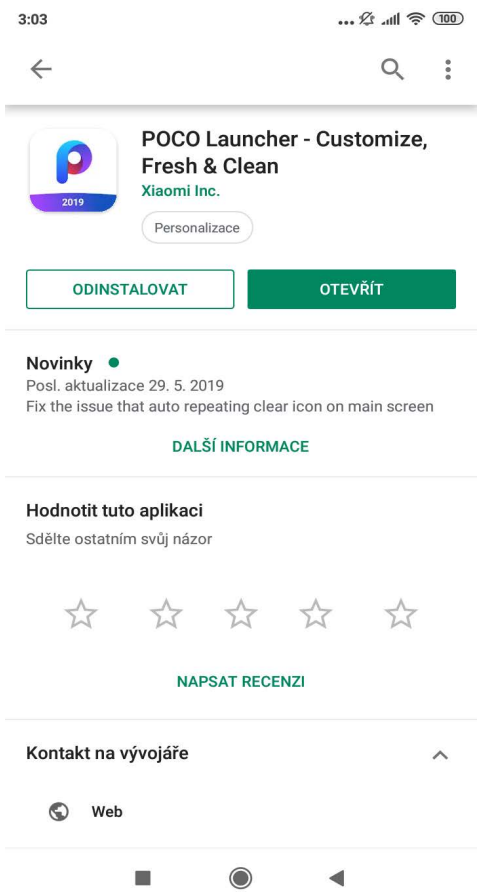 3:03
100
POCO Launcher - Customize,
Fresh & Clean
Xiaomi Inc.
2019
Personalizace
ODINSTALOVAT
OTEVŘÍT
Novinky
Posl. aktualizace 29. 5. 2019
Fix the issue that auto repeating clear icon on main screen
DALŠÍ INFORMACE
Hodnotit tuto aplikaci
Sdělte ostatním svůj názor
NAPSAT RECENZI
Kontakt na vývojáře
Web